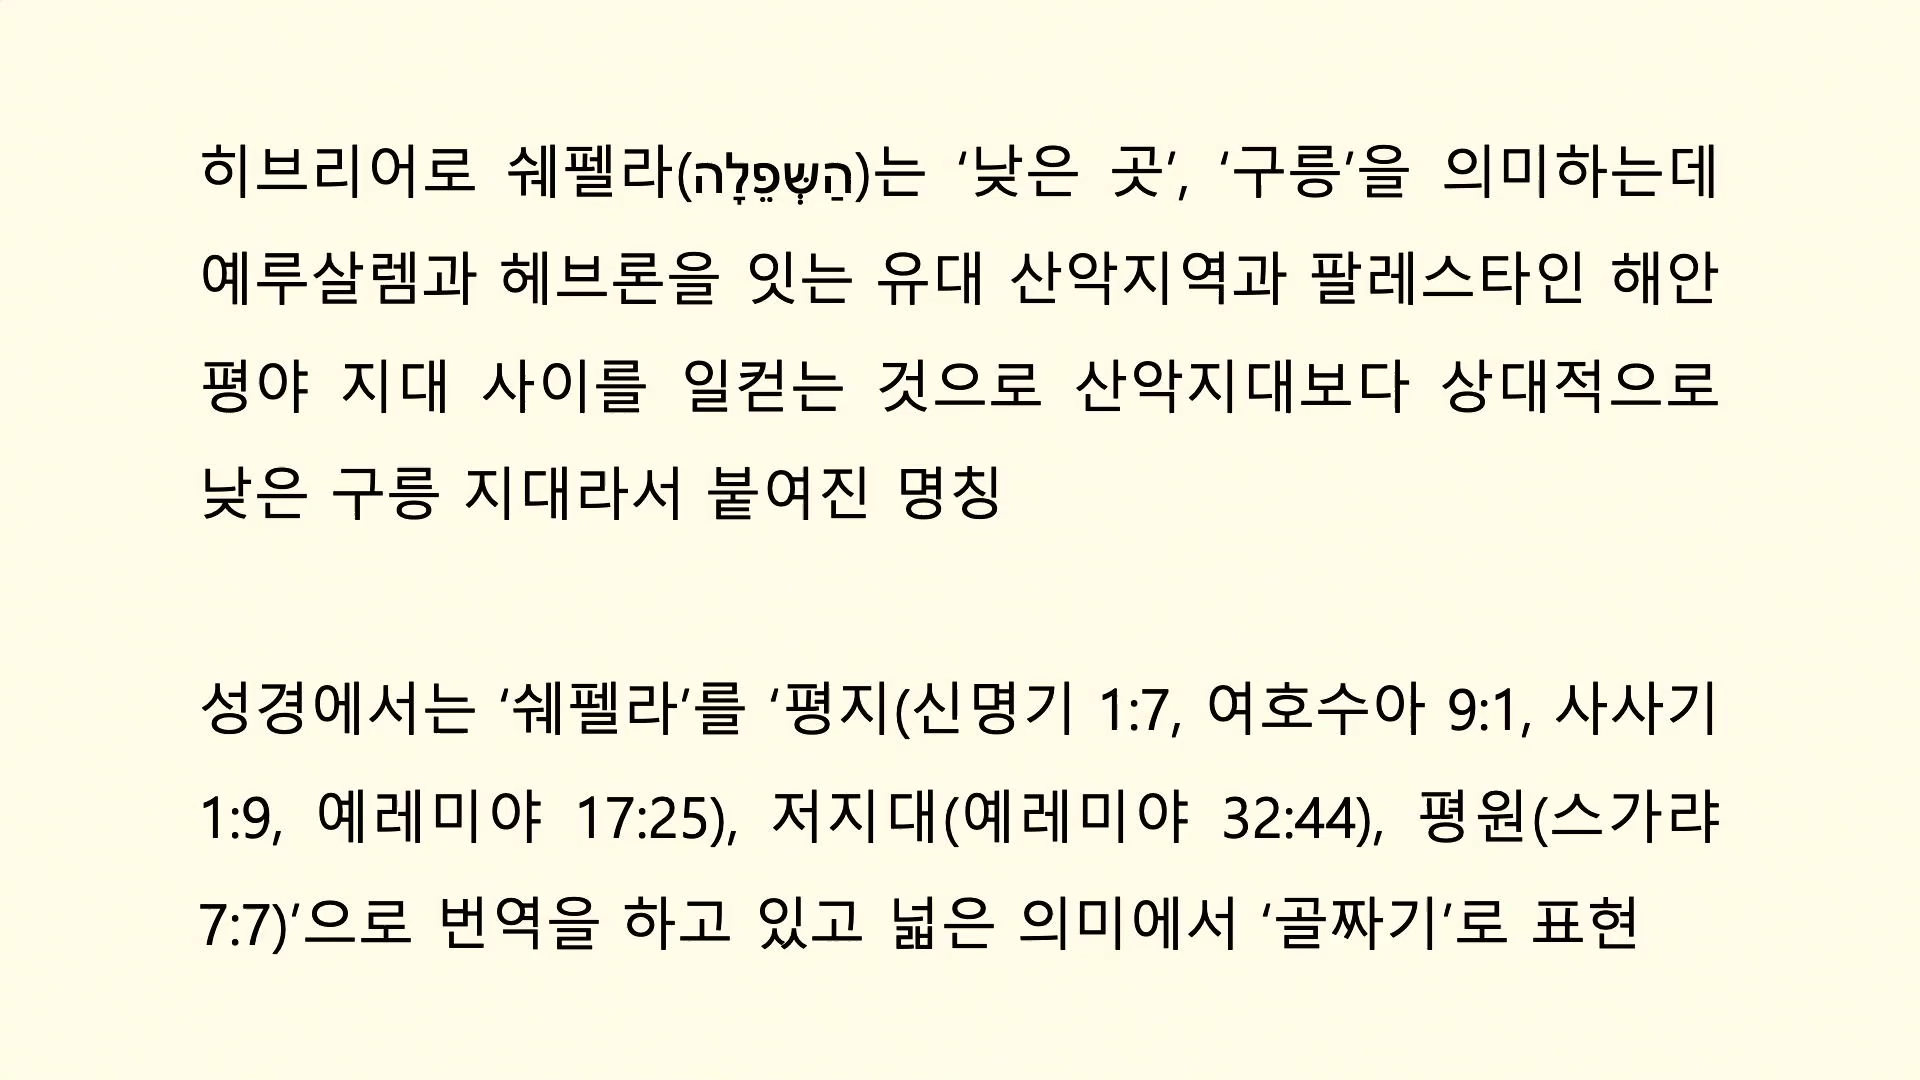 히브리어로 쉐펠라(הַשְּׁפֵלָה)는 ‘낮은 곳’, ‘구릉’을 의미하는데
예루살렘과 헤브론을 잇는 유대 산악지역과 팔레스타인 해안
평야 지대 사이를 일컫는 것으로 산악지대보다 상대적으로
낮은 구릉 지대라서 붙여진 명칭
성경에서는 ‘쉐펠라’를 ‘평지(신명기 1:7, 여호수아 9:1, 사사기
1:9, 예레미야 17:25), 저지대(예레미야 32:44), 평원(스가랴
7:7)’으로 번역을 하고 있고 넓은 의미에서 ‘골짜기’로 표현